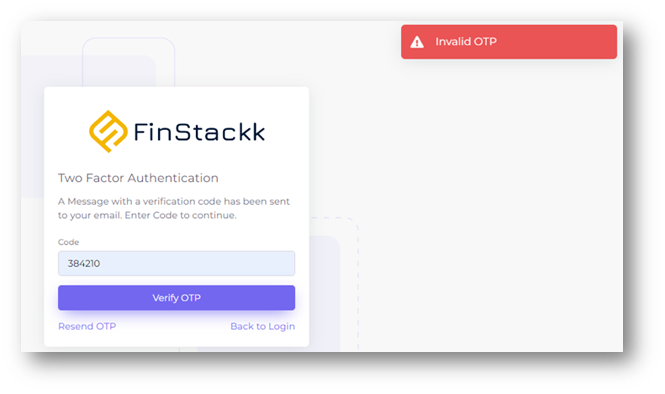 Invalid OTP
FinStackk
Two Factor Authentication
A Message with a verification code has been sent
to your email. Enter Code to continue.
Code
384210
Verify OTP
Resend OTP Back to Login